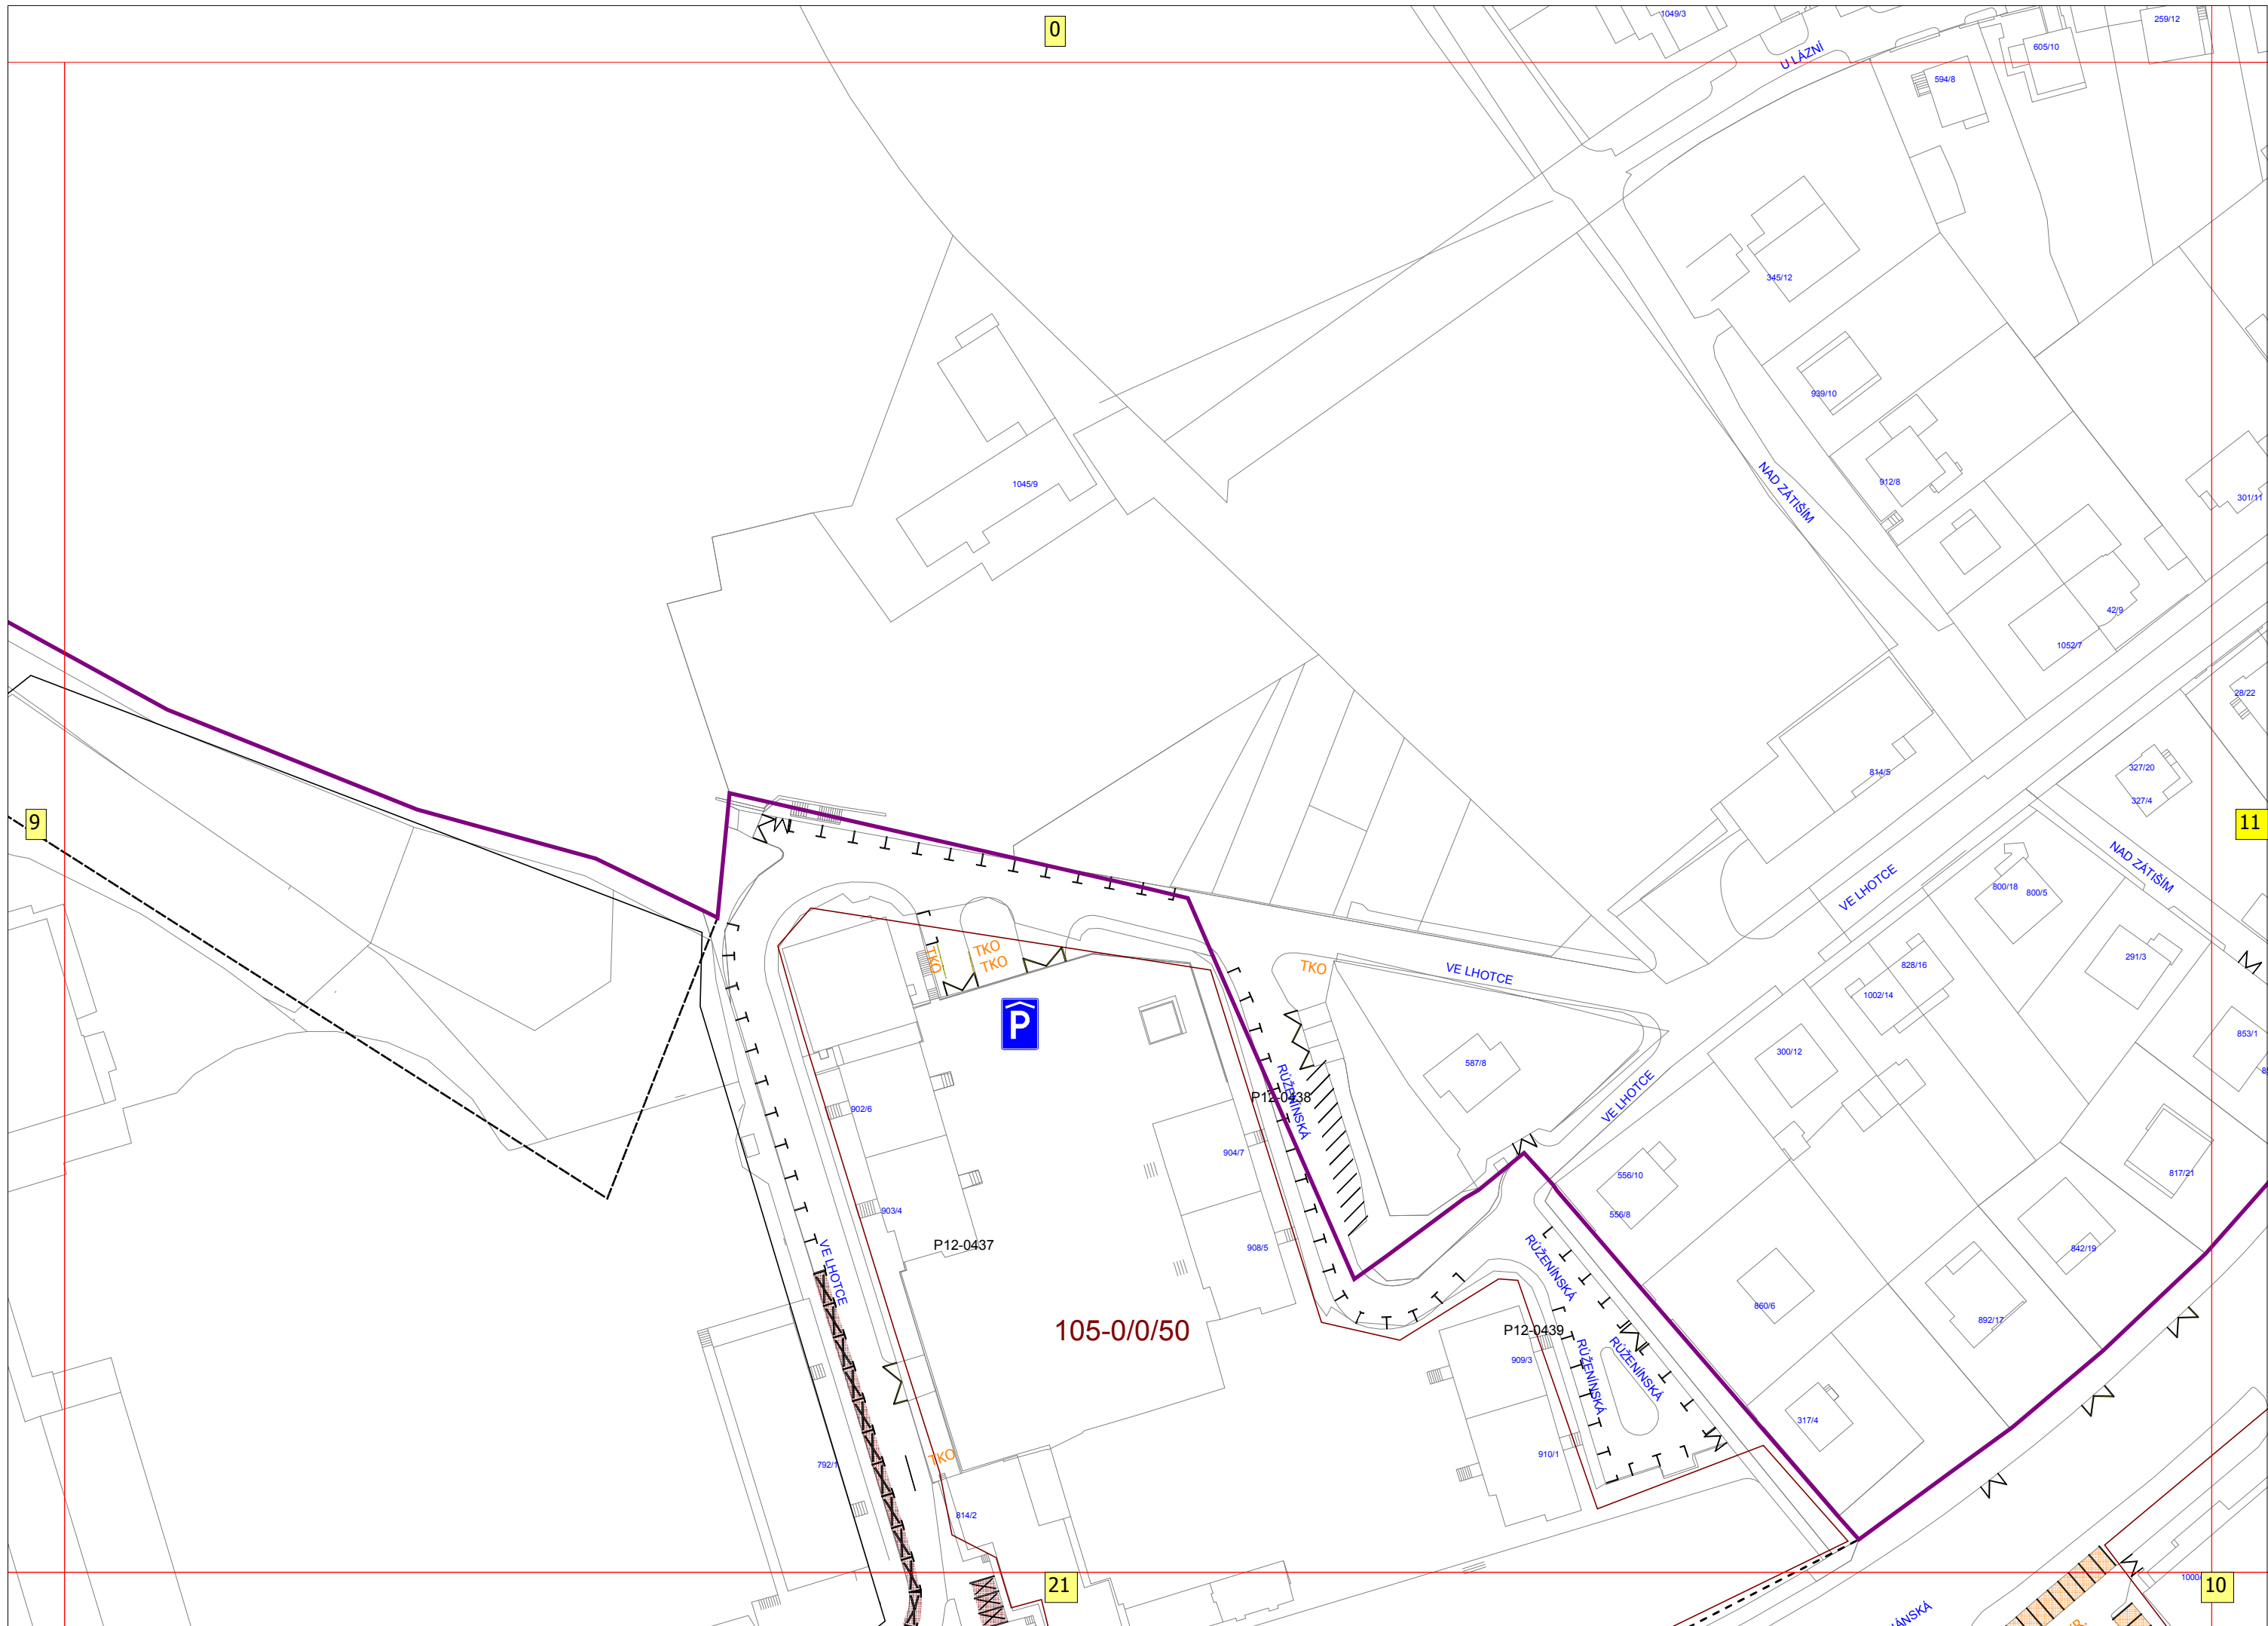 0
1049/3
259/12
605/10
U LÁZNÍ
594/8
345/12
939/10
NAD ZÁTIŠÍM
912/8
301/11
1045/9
42/9
1052/7
28/22
327/20
327/4
814/5
9
11
NAD ZÁTIŠÍM
VE LHOTCE
800/18
800/5
291/3
828/16
1002/14
TKO
TKO
TKO
TKO
VE LHOTCE
P
853/1
300/12
587/8
RŮŽENÍNSKÁ
P12-0438
VE LHOTCE
902/6
904/7
556/10
817/21
903/4
556/8
P12-0437
908/5
VE LHOTCE
RŮŽENÍNSKÁ
842/19
860/6
892/17
105-0/0/50
P12-0439
909/3
RŮŽENÍNSKÁ
RŮŽENÍNSKÁ
317/4
910/1
TKO
792/1
814/2
21
10